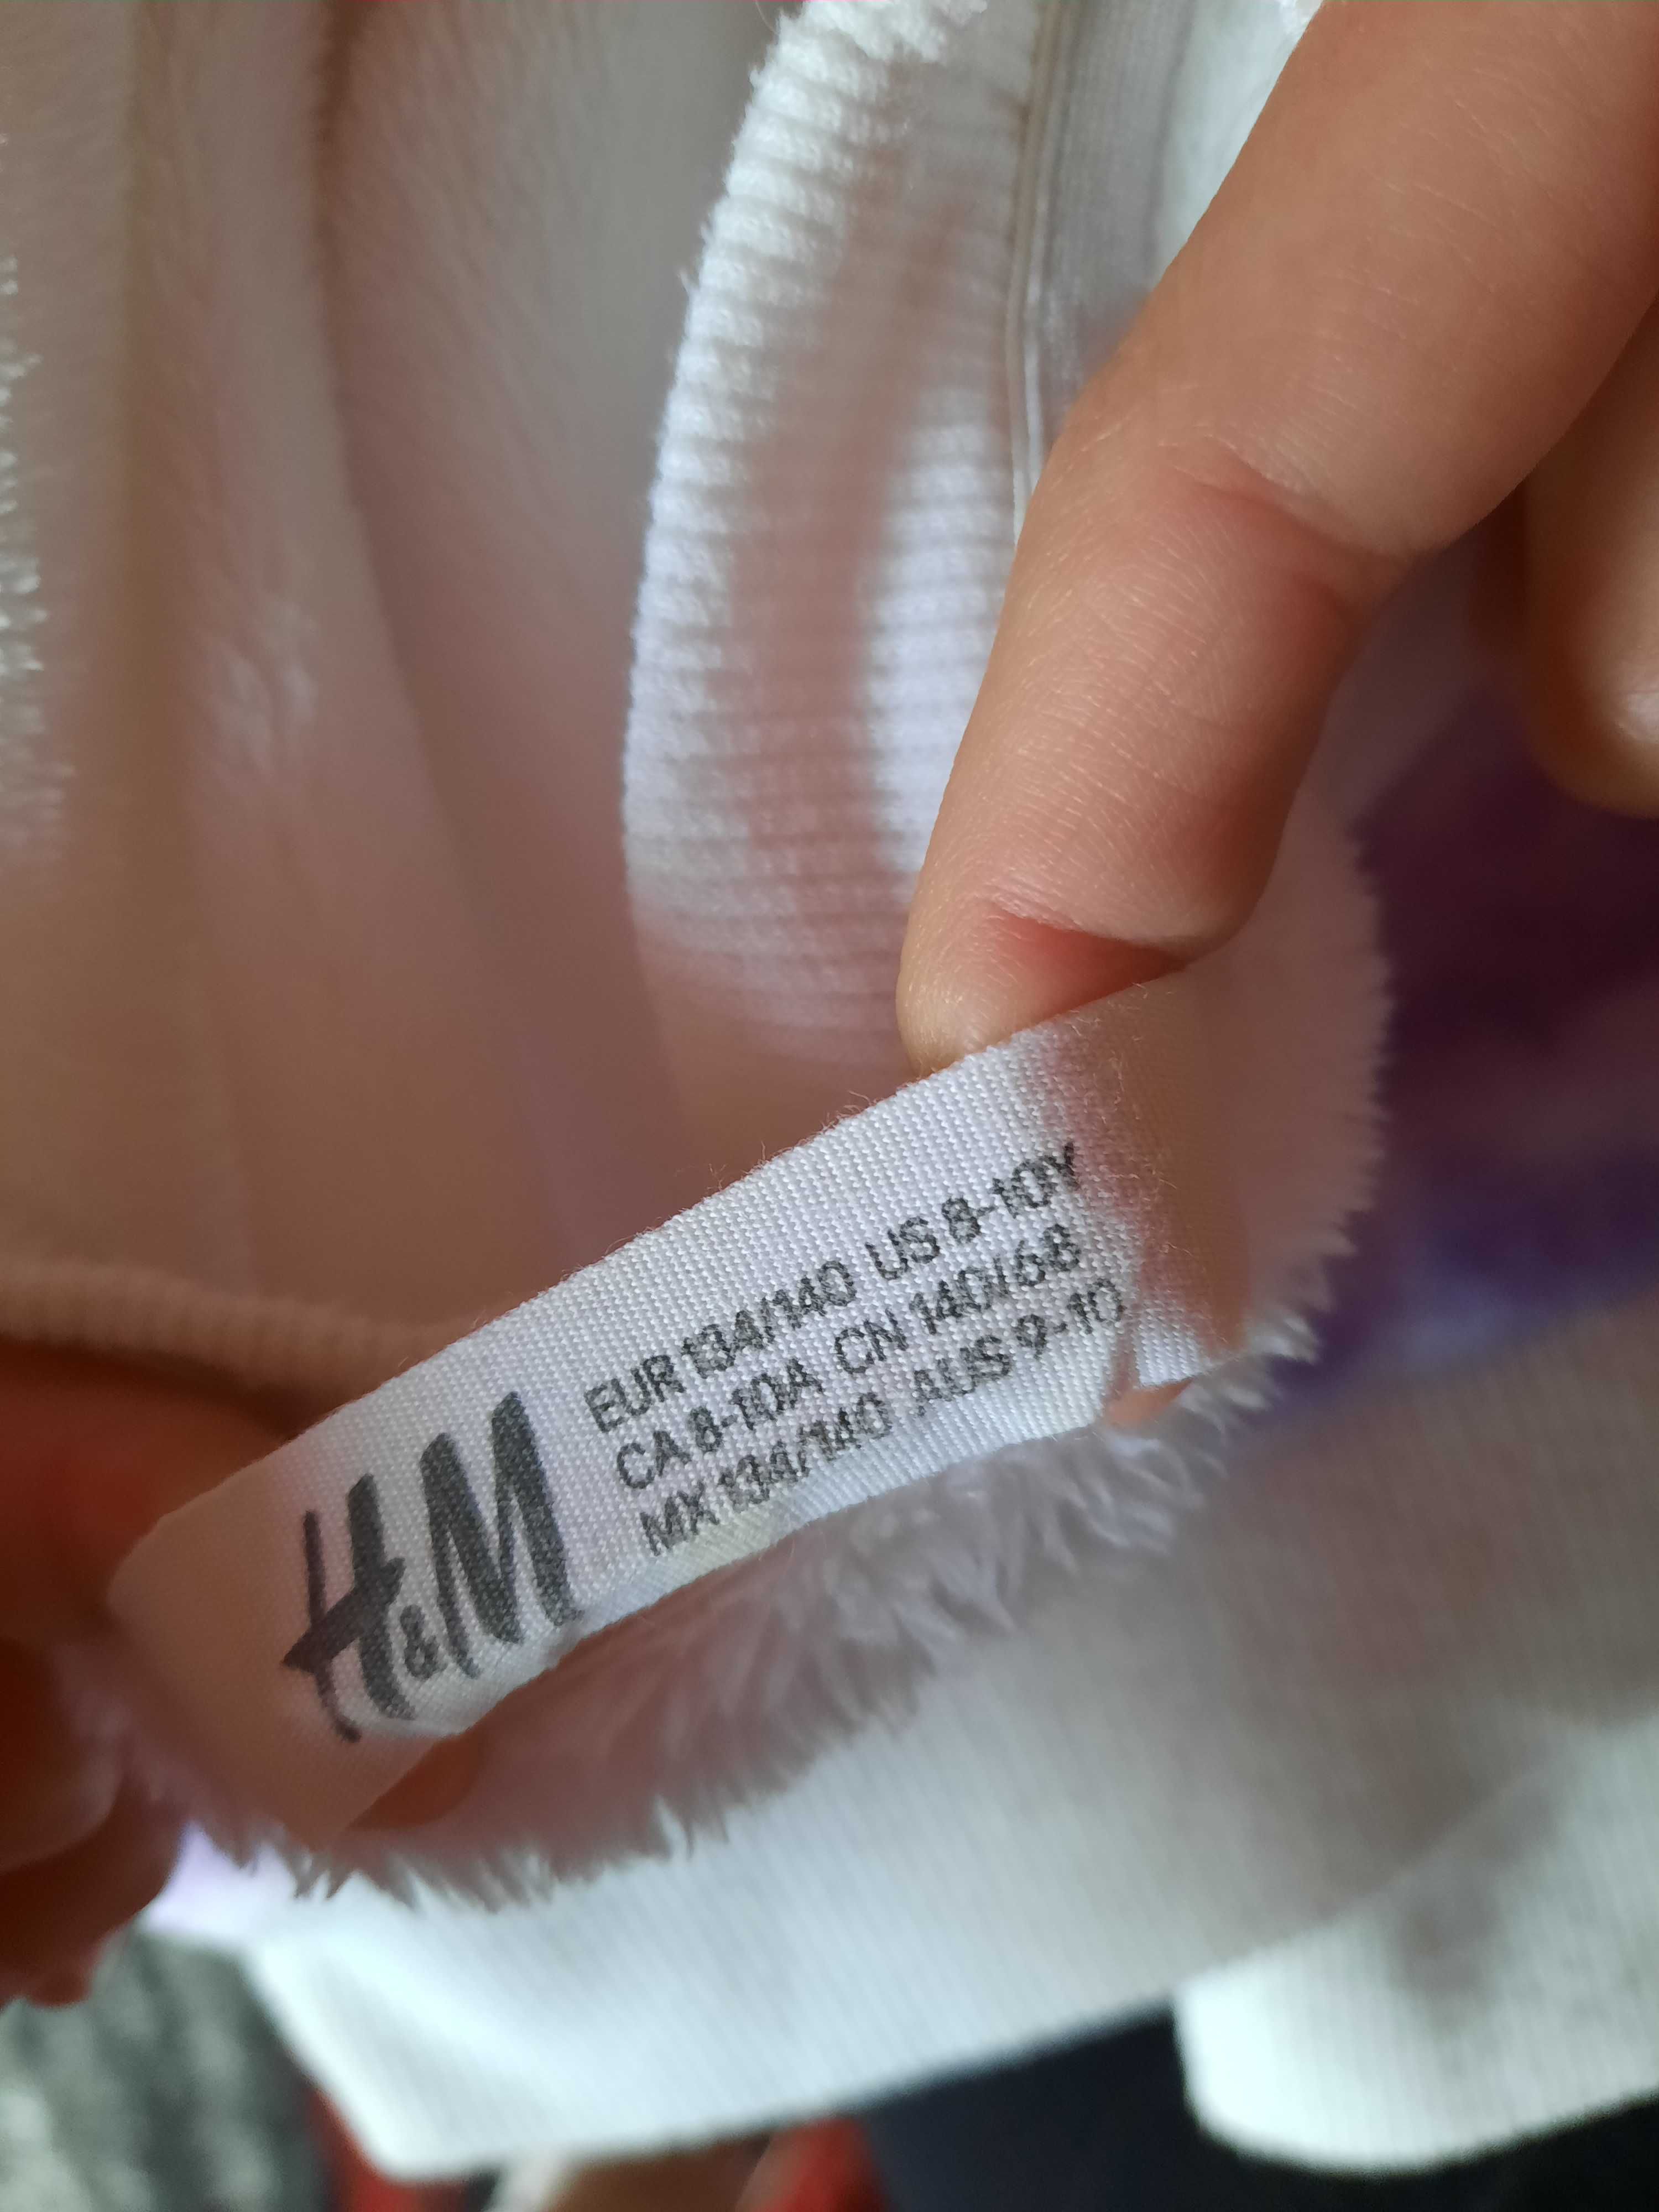 H&M
EUR 134/140 US 8-10Y
CA 8-10A CN 140/68
MX 134/140 AUS 9-10